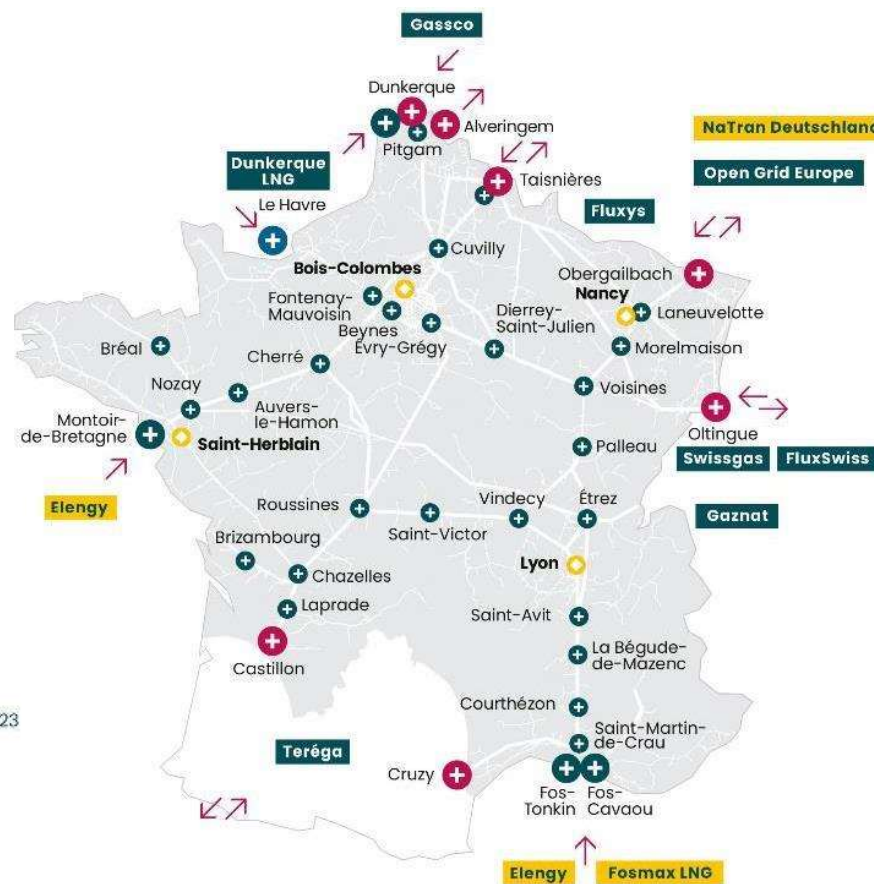 Gassco
Dunkerque
Alveringem
Pitgam
NaTran Deutschland
Dunkerque
LNG
Taisnières
Open Grid Europe
Le Havre
Fluxys
Cuvilly
Bois-Colombes
Obergailbach
Nancy
Fontenay-
Mauvoisin
Laneuvelotte
Beynes
Dierrey-
Saint-Julien
Évry-Grégy
Morelmaison
Bréal
Cherré
Nozay
Voisines
Auvers-
le-Hamon
Montoir-
de-Bretagne
Saint-Herblain
Oltingue
Palleau
Swissgas
FluxSwiss
Elengy
Roussines
Vindecy
Étrez
Saint-Victor
Gaznat
Brizambourg
Lyon
Chazelles
Laprade
Saint-Avit
Castillon
La Bégude-
de-Mazenc
Courthézon
23
Saint-Martin-
de-Crau
Teréga
Cruzy
Fos-
Tonkin
Fos-
Cavaou
Elengy
Fosmax LNG